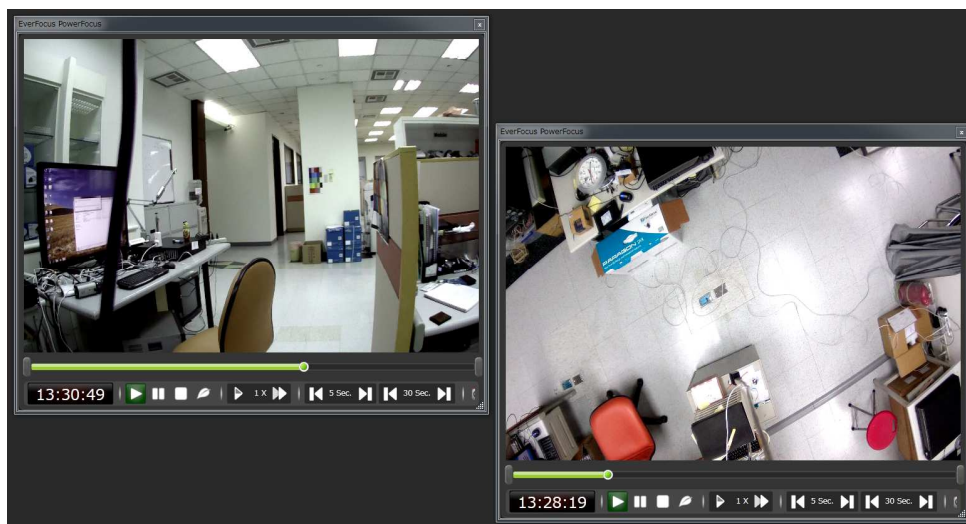 EverFocus PowerFocus
x
13:30:49
1 X
5 Sec.
30 Sec.
EverFocus PowerFocus
x
PARAGON
13:28:19
1 X
5 Sec.
30 Sec.